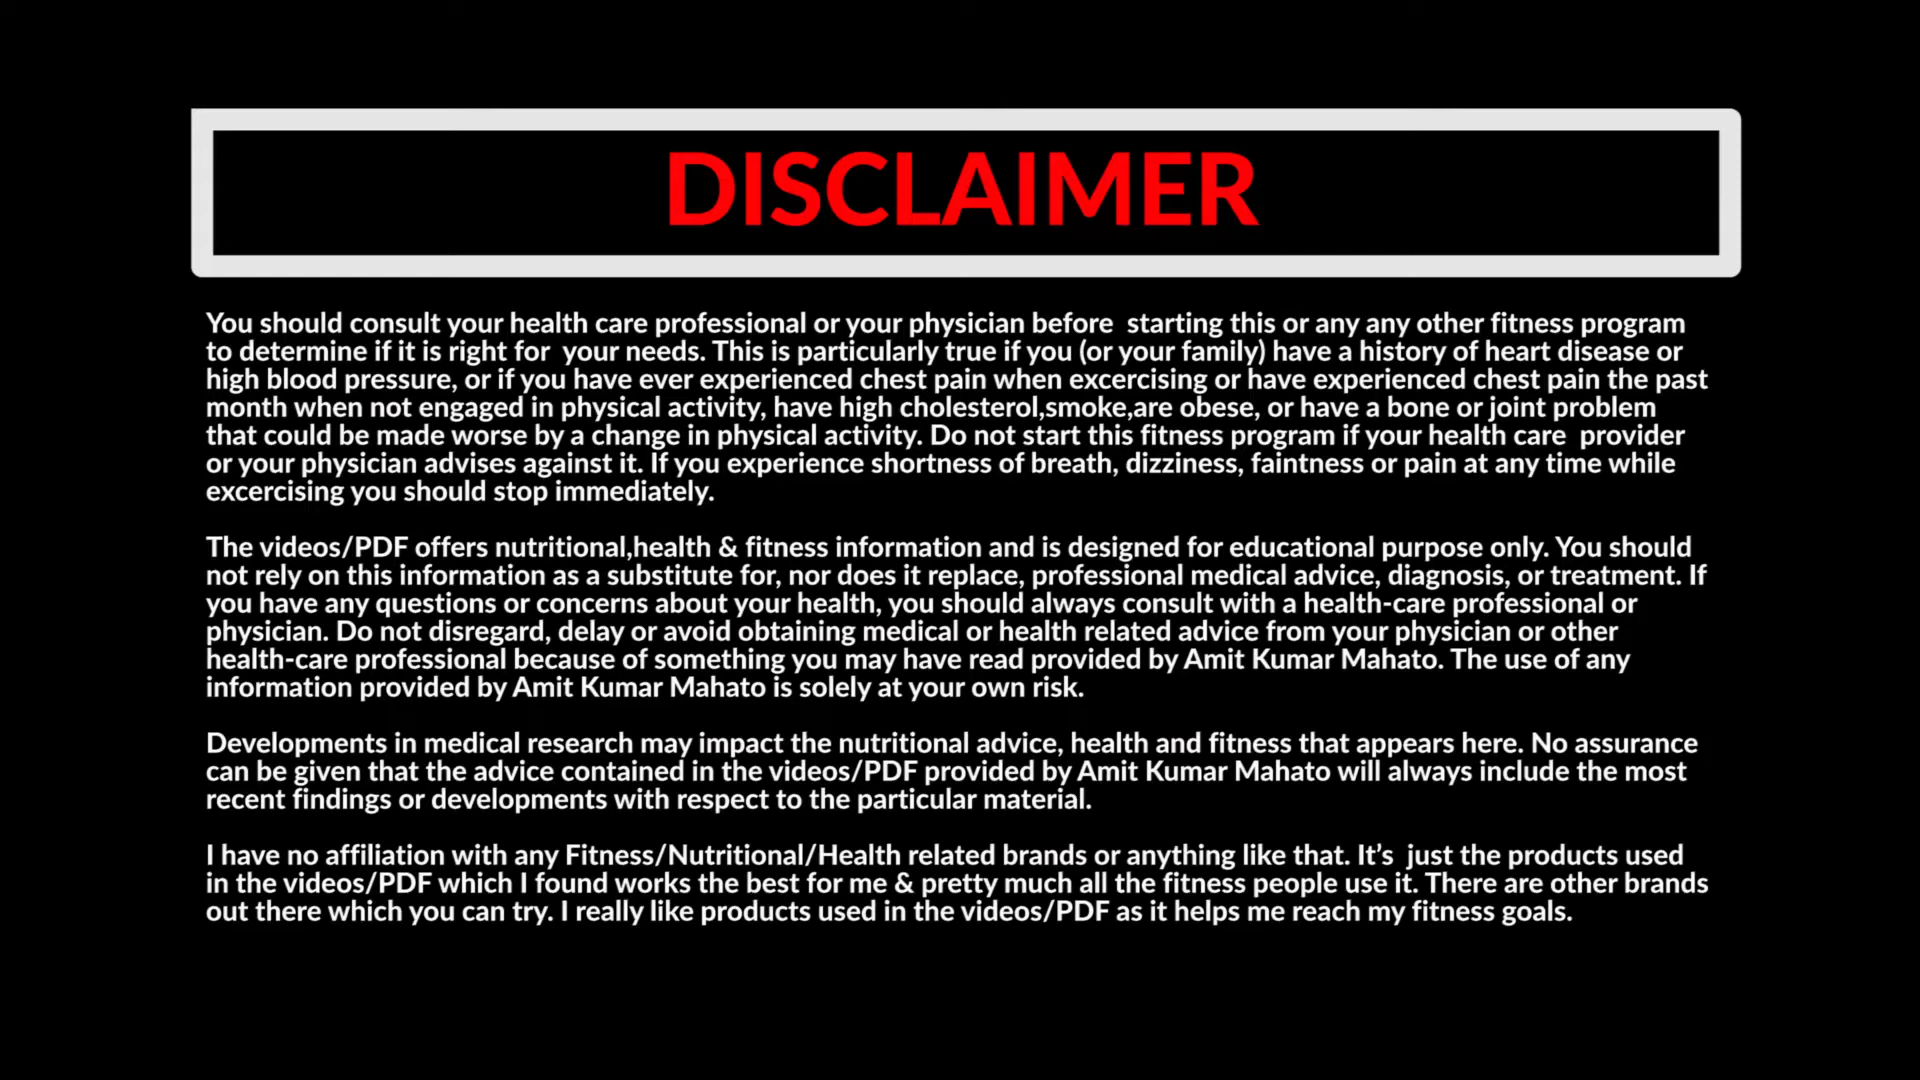 DISCLAIMER
You should consult your health care professional or your physician before  starting this or any any other fitness program
to determine if it is right for  your needs. This is particularly true if you (or your family) have a history of heart disease or
high blood pressure, or if you have ever experienced chest pain when excercising or have experienced chest pain the past
month when not engaged in physical activity, have high cholesterol,smoke,are obese, or have a bone or joint problem
that could be made worse by a change in physical activity. Do not start this fitness program if your health care  provider
or your physician advises against it. If you experience shortness of breath, dizziness, faintness or pain at any time while
excercising you should stop immediately.
The videos/PDF offers nutritional,health & fitness information and is designed for educational purpose only. You should
not rely on this information as a substitute for, nor does it replace, professional medical advice, diagnosis, or treatment. If
you have any questions or concerns about your health, you should always consult with a health-care professional or
physician. Do not disregard, delay or avoid obtaining medical or health related advice from your physician or other
health-care professional because of something you may have read provided by Amit Kumar Mahato. The use of any
information provided by Amit Kumar Mahato is solely at your own risk.
Developments in medical research may impact the nutritional advice, health and fitness that appears here. No assurance
can be given that the advice contained in the videos/PDF provided by Amit Kumar Mahato will always include the most
recent findings or developments with respect to the particular material.
I have no affiliation with any Fitness/Nutritional/Health related brands or anything like that. It’s  just the products used
in the videos/PDF which I found works the best for me & pretty much all the fitness people use it. There are other brands
out there which you can try. I really like products used in the videos/PDF as it helps me reach my fitness goals.